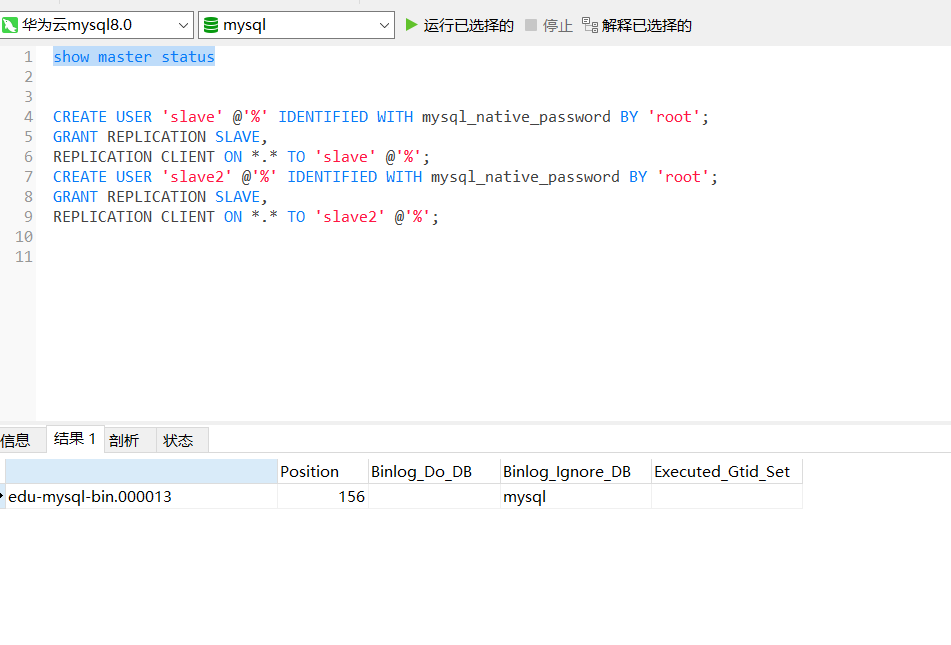 华为云mysql8.0 mysql 运行已选择的 停止 解释已选择的
1 show master status
2
3
4 CREATE USER 'slave' @'%' IDENTIFIED WITH mysql_native_password BY 'root';
5 GRANT REPLICATION SLAVE,
6 REPLICATION CLIENT ON *.* TO 'slave' @'%';
7 CREATE USER 'slave2' @'%' IDENTIFIED WITH mysql_native_password BY 'root';
8 GRANT REPLICATION SLAVE,
9 REPLICATION CLIENT ON *.* TO 'slave2' @'%';
10
11
信息 结果 1 剖析 状态
Position Binlog_Do_DB Binlog_Ignore_DB Executed_Gtid_Set
edu-mysql-bin.000013 156 mysql